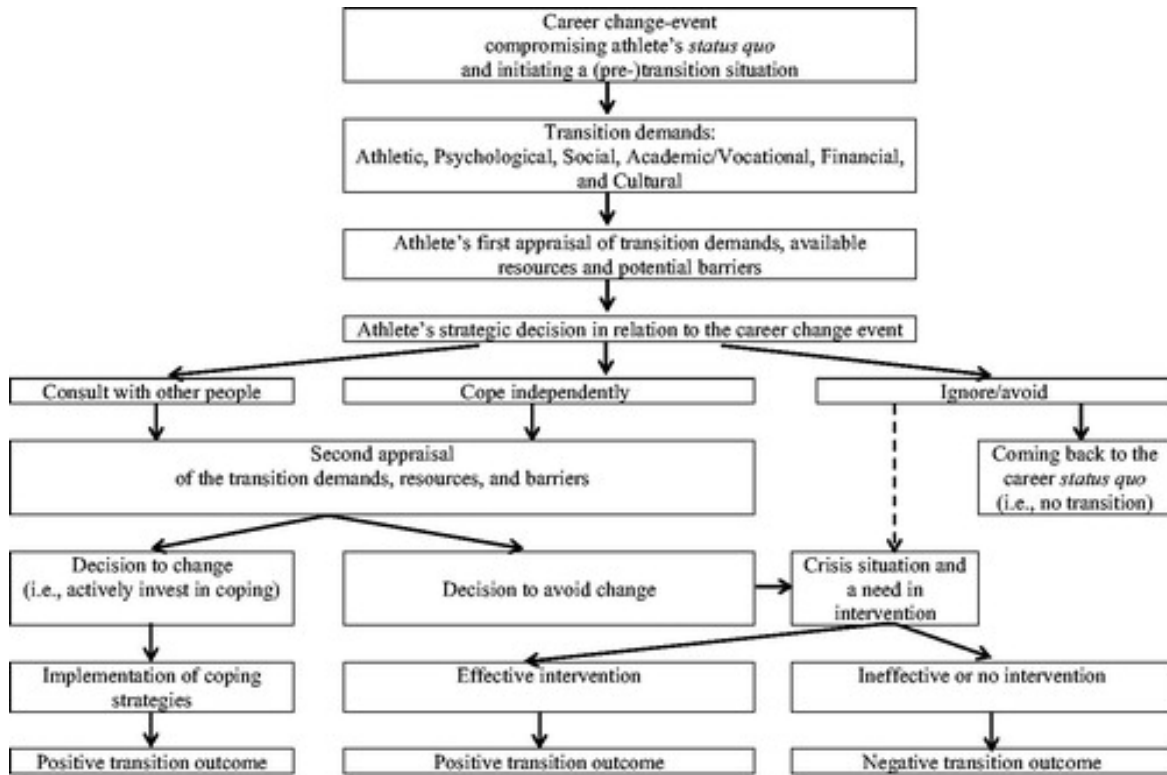 Career change-event
compromising athlete's status quo
and initiating a (pre-)transition situation
Transition demands:
Athletic, Psychological, Social, Academic/Vocational, Financial,
and Cultural
Athlete's first appraisal of transition demands, available
resources and potential barriers
Athlete's strategic decision in relation to the career change event
Consult with other people
Cope independently
Ignore/avoid
Second appraisal
of the transition demands, resources, and barriers
Coming back to the
career status quo
(i.e., no transition)
Decision to change
(i.e., actively invest in coping)
Decision to avoid change
Crisis situation and
a need in
intervention
Implementation of coping
strategies
Effective intervention
Ineffective or no intervention
Positive transition outcome
Positive transition outcome
Negative transition outcome